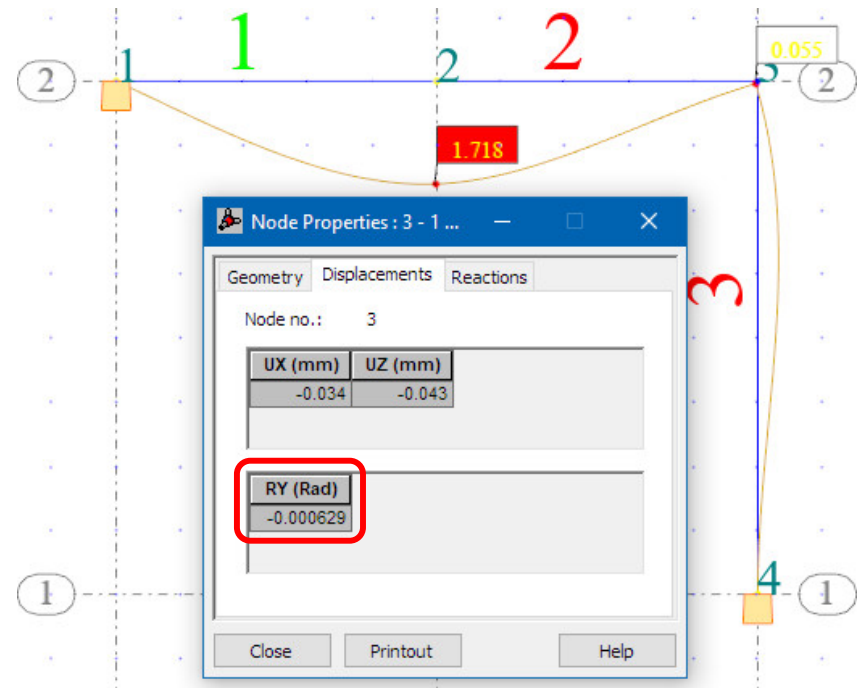 1 2
1 2 3
0.055
2 2
1.718
Node Properties : 3 - 1 ...
Geometry Displacements Reactions
Node no.: 3
UX (mm) UZ (mm)
-0.034 -0.043
3
RY (Rad)
-0.000629
4
1 1
Close Printout Help